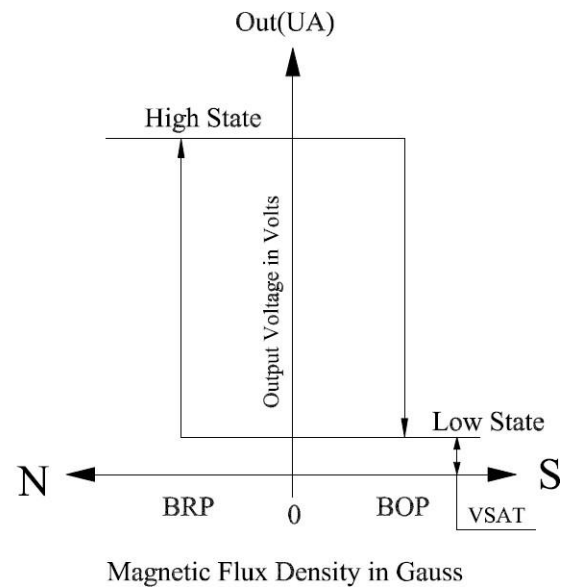 Out(UA)
High State
Output Voltage in Volts
Low State
N
S
BRP
0
BOP
VSAT
Magnetic Flux Density in Gauss